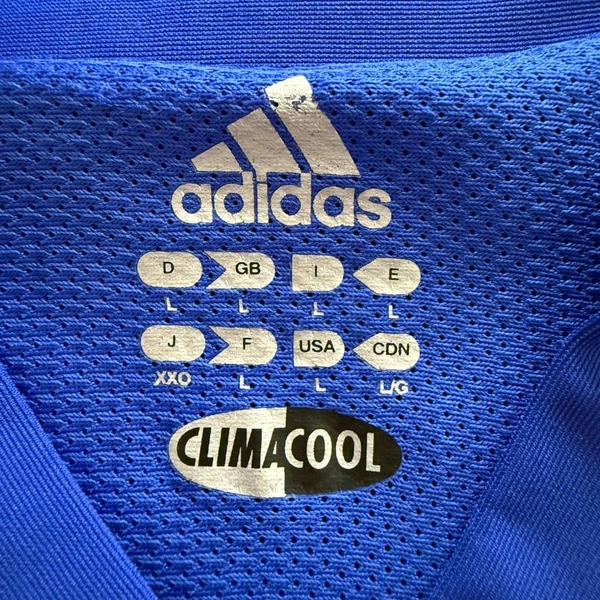 adidas
D GB I E
L L L L
J F USA CDN
XXO L L L/G
CLIMACOOL